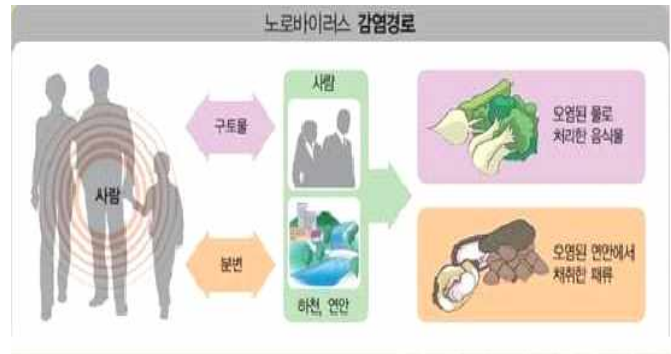 노로바이러스 감염경로
사람
구토물
분변
사람
하천, 연안
오염된 물로
처리한 음식물
오염된 연안에서
채취한 패류